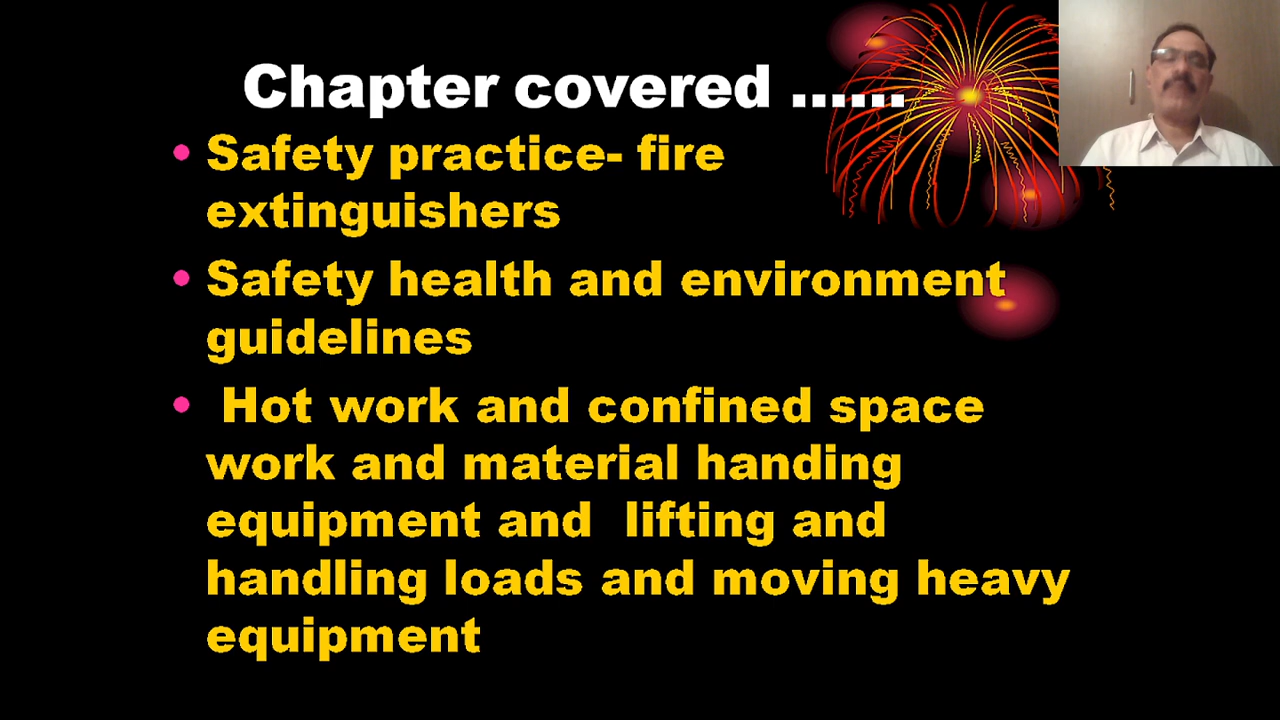 Chapter covered ......
• Safety practice- fire
extinguishers
• Safety health and environment
guidelines
• Hot work and confined space
work and material handing
equipment and lifting and
handling loads and moving heavy
equipment